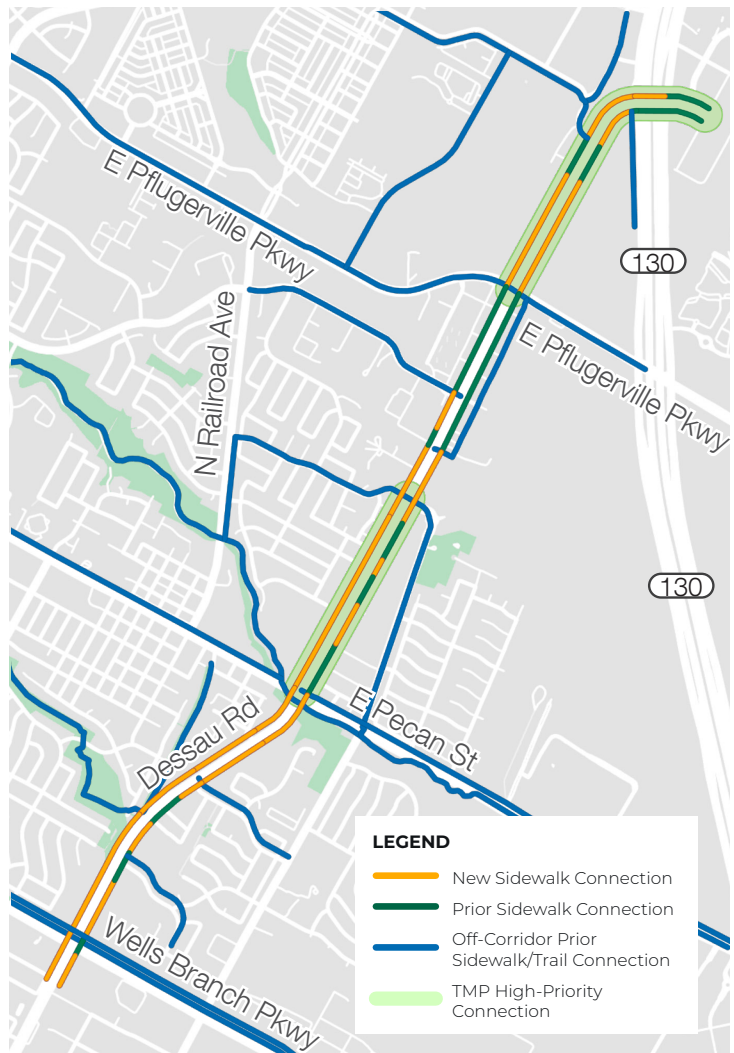 E Pflugerville Pkwy
130
N Railroad Ave
E Pflugerville Pkwy
130
E Pecan St
Dessau Rd
Wells Branch Pkwy
LEGEND
New Sidewalk Connection
Prior Sidewalk Connection
Off-Corridor Prior
Sidewalk/Trail Connection
TMP High-Priority
Connection